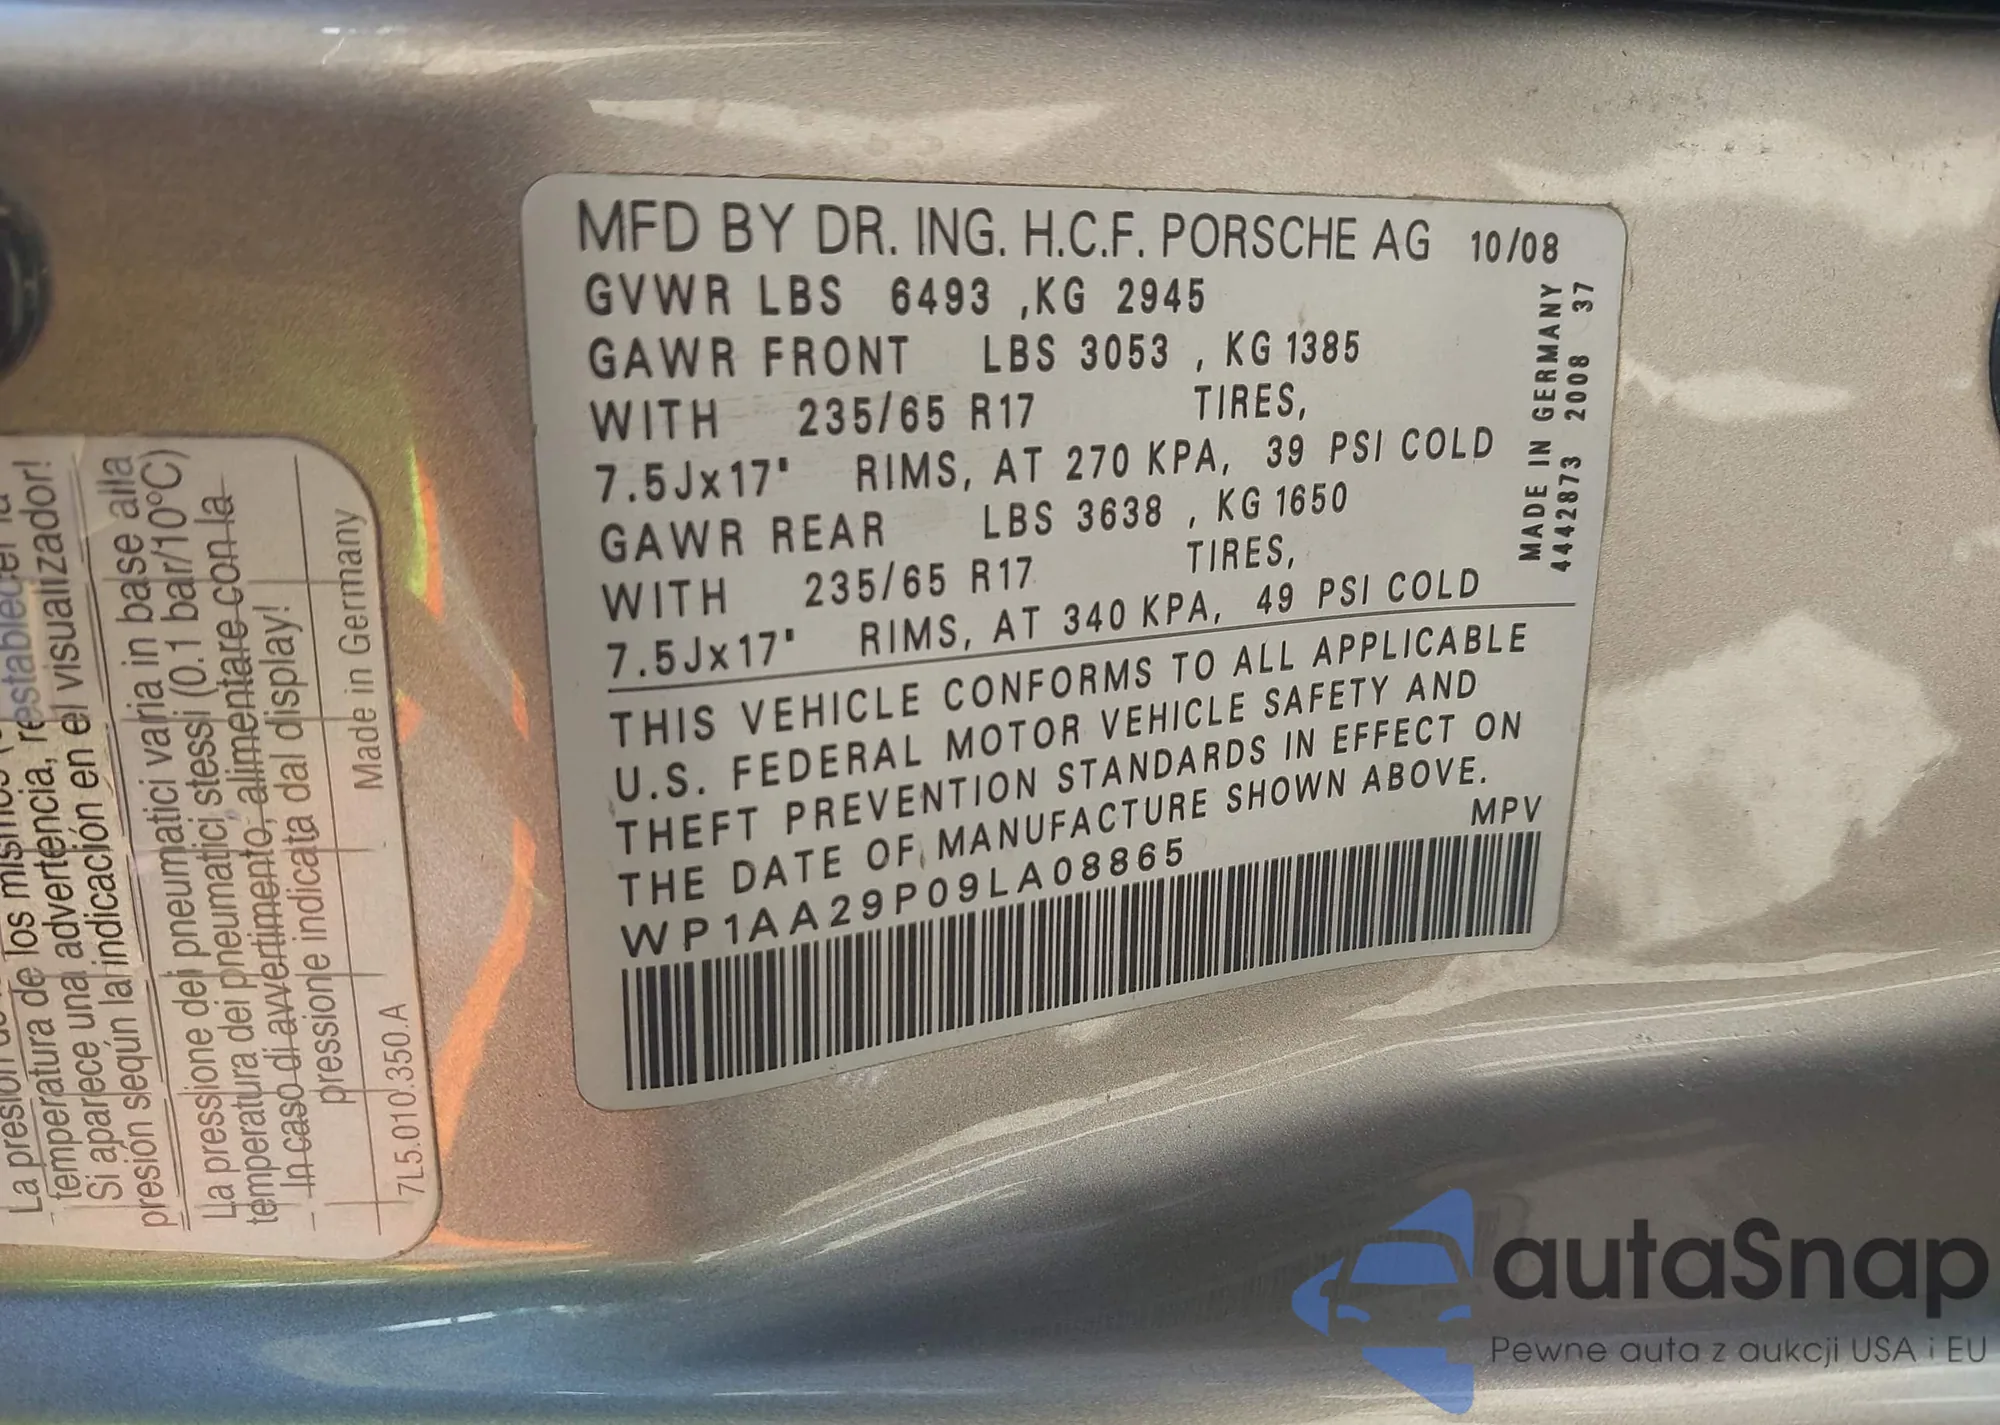 MFD BY DR. ING. H.C.F. PORSCHE AG 10/08
GVWR LBS 6493 ,KG 2945
GAWR FRONT LBS 3053 , KG 1385
WITH 235/65 R17 TIRES,
7.5Jx17" RIMS, AT 270 KPA, 39 PSI COLD
GAWR REAR LBS 3638 , KG 1650
WITH 235/65 R17 TIRES,
7.5Jx17" RIMS, AT 340 KPA, 49 PSI COLD
THIS VEHICLE CONFORMS TO ALL APPLICABLE
U.S. FEDERAL MOTOR VEHICLE SAFETY AND
THEFT PREVENTION STANDARDS IN EFFECT ON
THE DATE OF MANUFACTURE SHOWN ABOVE.
MPV
WP1AA29P09LA08865
MADE IN GERMANY
4442873 2008 37
La presión de los mismos
temperatura de advertencia, restablecer la
Si aparece una indicación en el visualizador!
presión según la
La pressione dei pneumatici varia in base alla
temperatura dei pneumatici stessi (0.1 bar/10°C)
- In caso di avvertimento, alimentare con la
pressione indicata dal display!
Made in Germany
7L5.010.350.A
autaSnap
Pewne auta z aukcji USA i EU